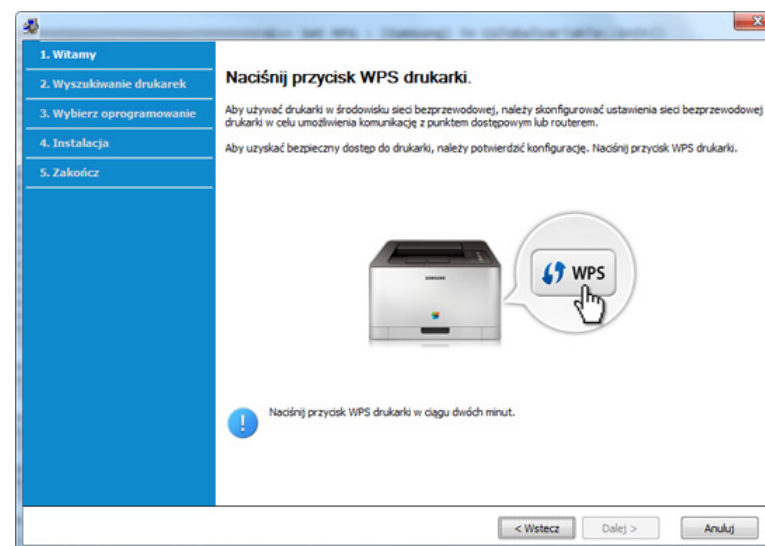 1. Witamy
2. Wyszukiwanie drukarek
3. Wybierz oprogramowanie
4. Instalacja
5. Zakończ
Naciśnij przycisk WPS drukarki.
Aby używać drukarki w środowisku sieci bezprzewodowej, należy skonfigurować ustawienia sieci bezprzewodowej
drukarki w celu umożliwienia komunikację z punktem dostępowym lub routerem.
Aby uzyskać bezpieczny dostęp do drukarki, należy potwierdzić konfigurację. Naciśnij przycisk WPS drukarki.
SAMSUNG
WPS
Naciśnij przycisk WPS drukarki w ciągu dwóch minut.
< Wstecz
Dalej >
Anuluj